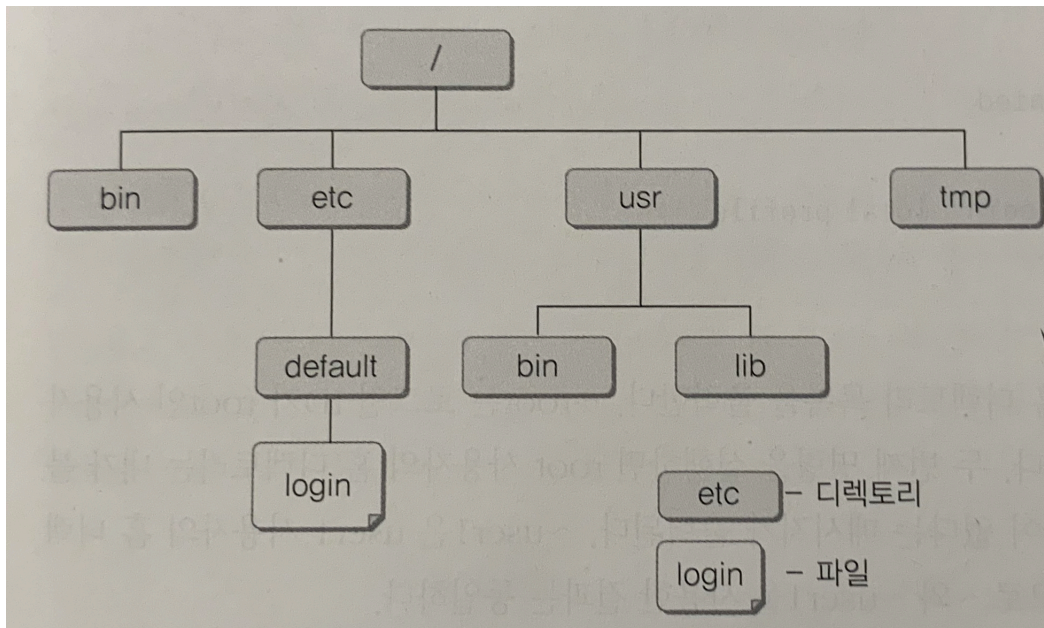 /
bin
etc
usr
tmp
default
bin
lib
login
etc – 디렉토리
login – 파일